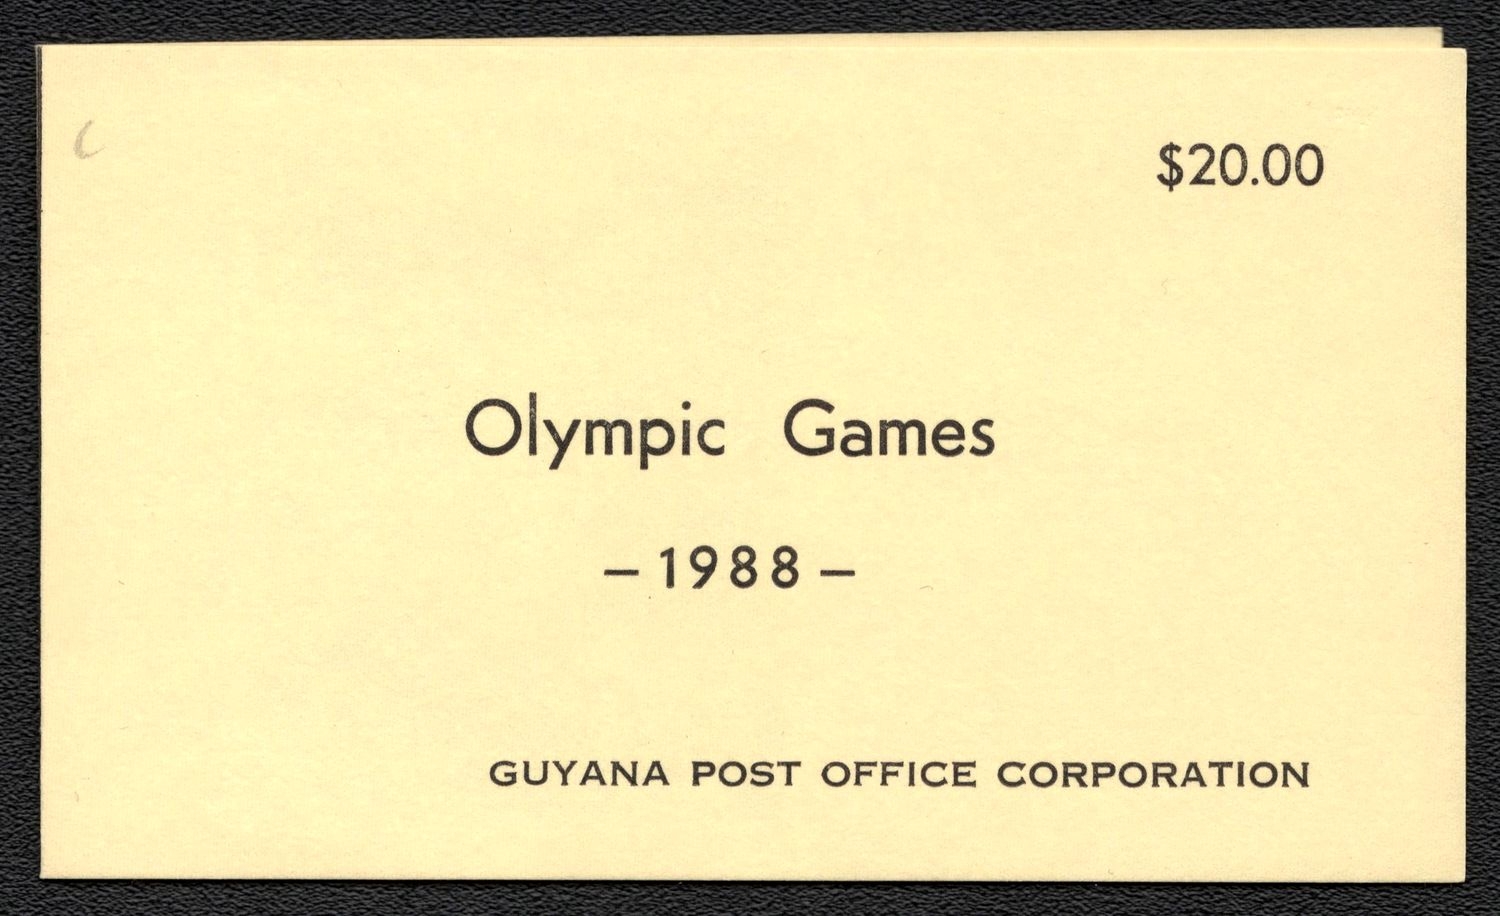 $20.00
Olympic Games
– 1988 –
GUYANA POST OFFICE CORPORATION